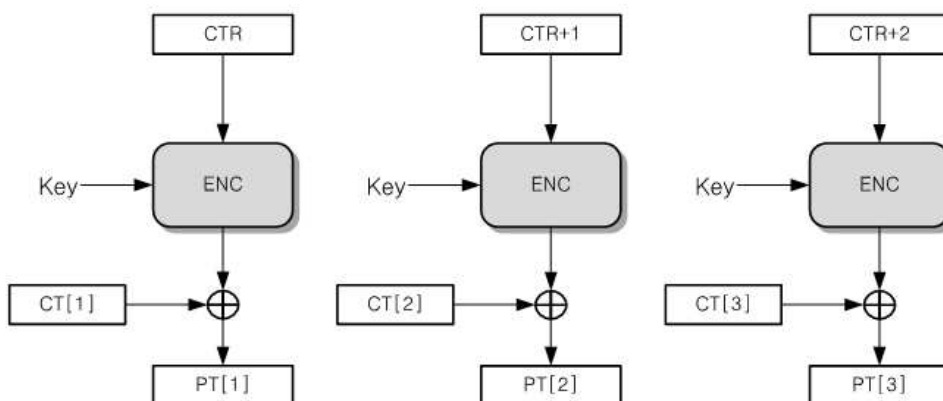 CTR CTR+1 CTR+2
Key ENC Key ENC Key ENC
CT[1] CT[2] CT[3]
PT[1] PT[2] PT[3]